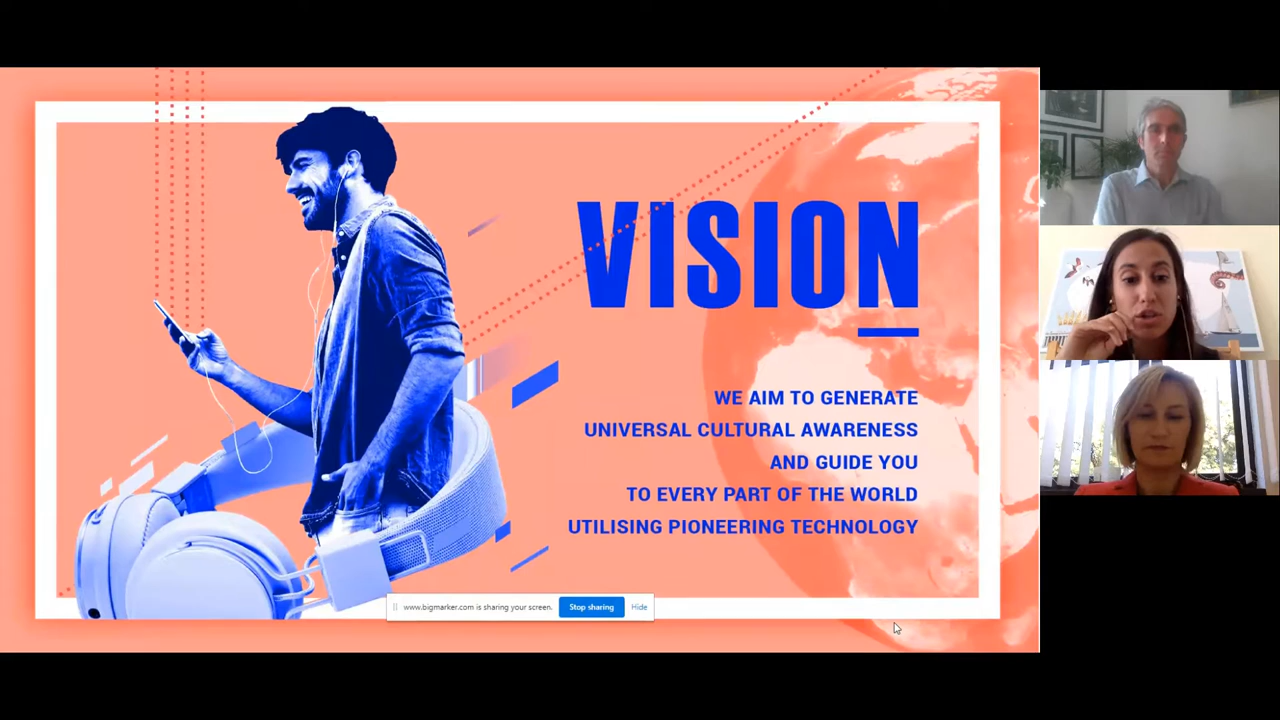 VISION
WE AIM TO GENERATE
UNIVERSAL CULTURAL AWARENESS
AND GUIDE YOU
TO EVERY PART OF THE WORLD
UTILISING PIONEERING TECHNOLOGY
www.bigmarker.com is sharing your screen. Stop sharing Hide